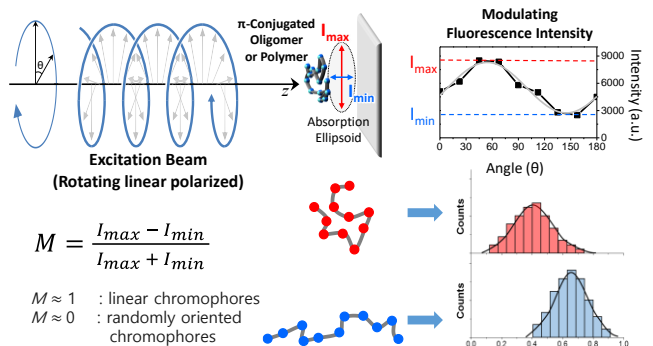 π-Conjugated
Oligomer
or Polymer
I_max
I_min
θ
z
Absorption
Ellipsoid
Excitation Beam
(Rotating linear polarized)
Modulating
Fluorescence Intensity
I_max
I_min
9000
6000
3000
0
Intensity (a.u.)
0 30 60 90 120 150 180
Angle (θ)
M = (I_max − I_min) / (I_max + I_min)
M ≈ 1 : linear chromophores
M ≈ 0 : randomly oriented
chromophores
Counts
Counts
0.0 0.2 0.4 0.6 0.8 1.0